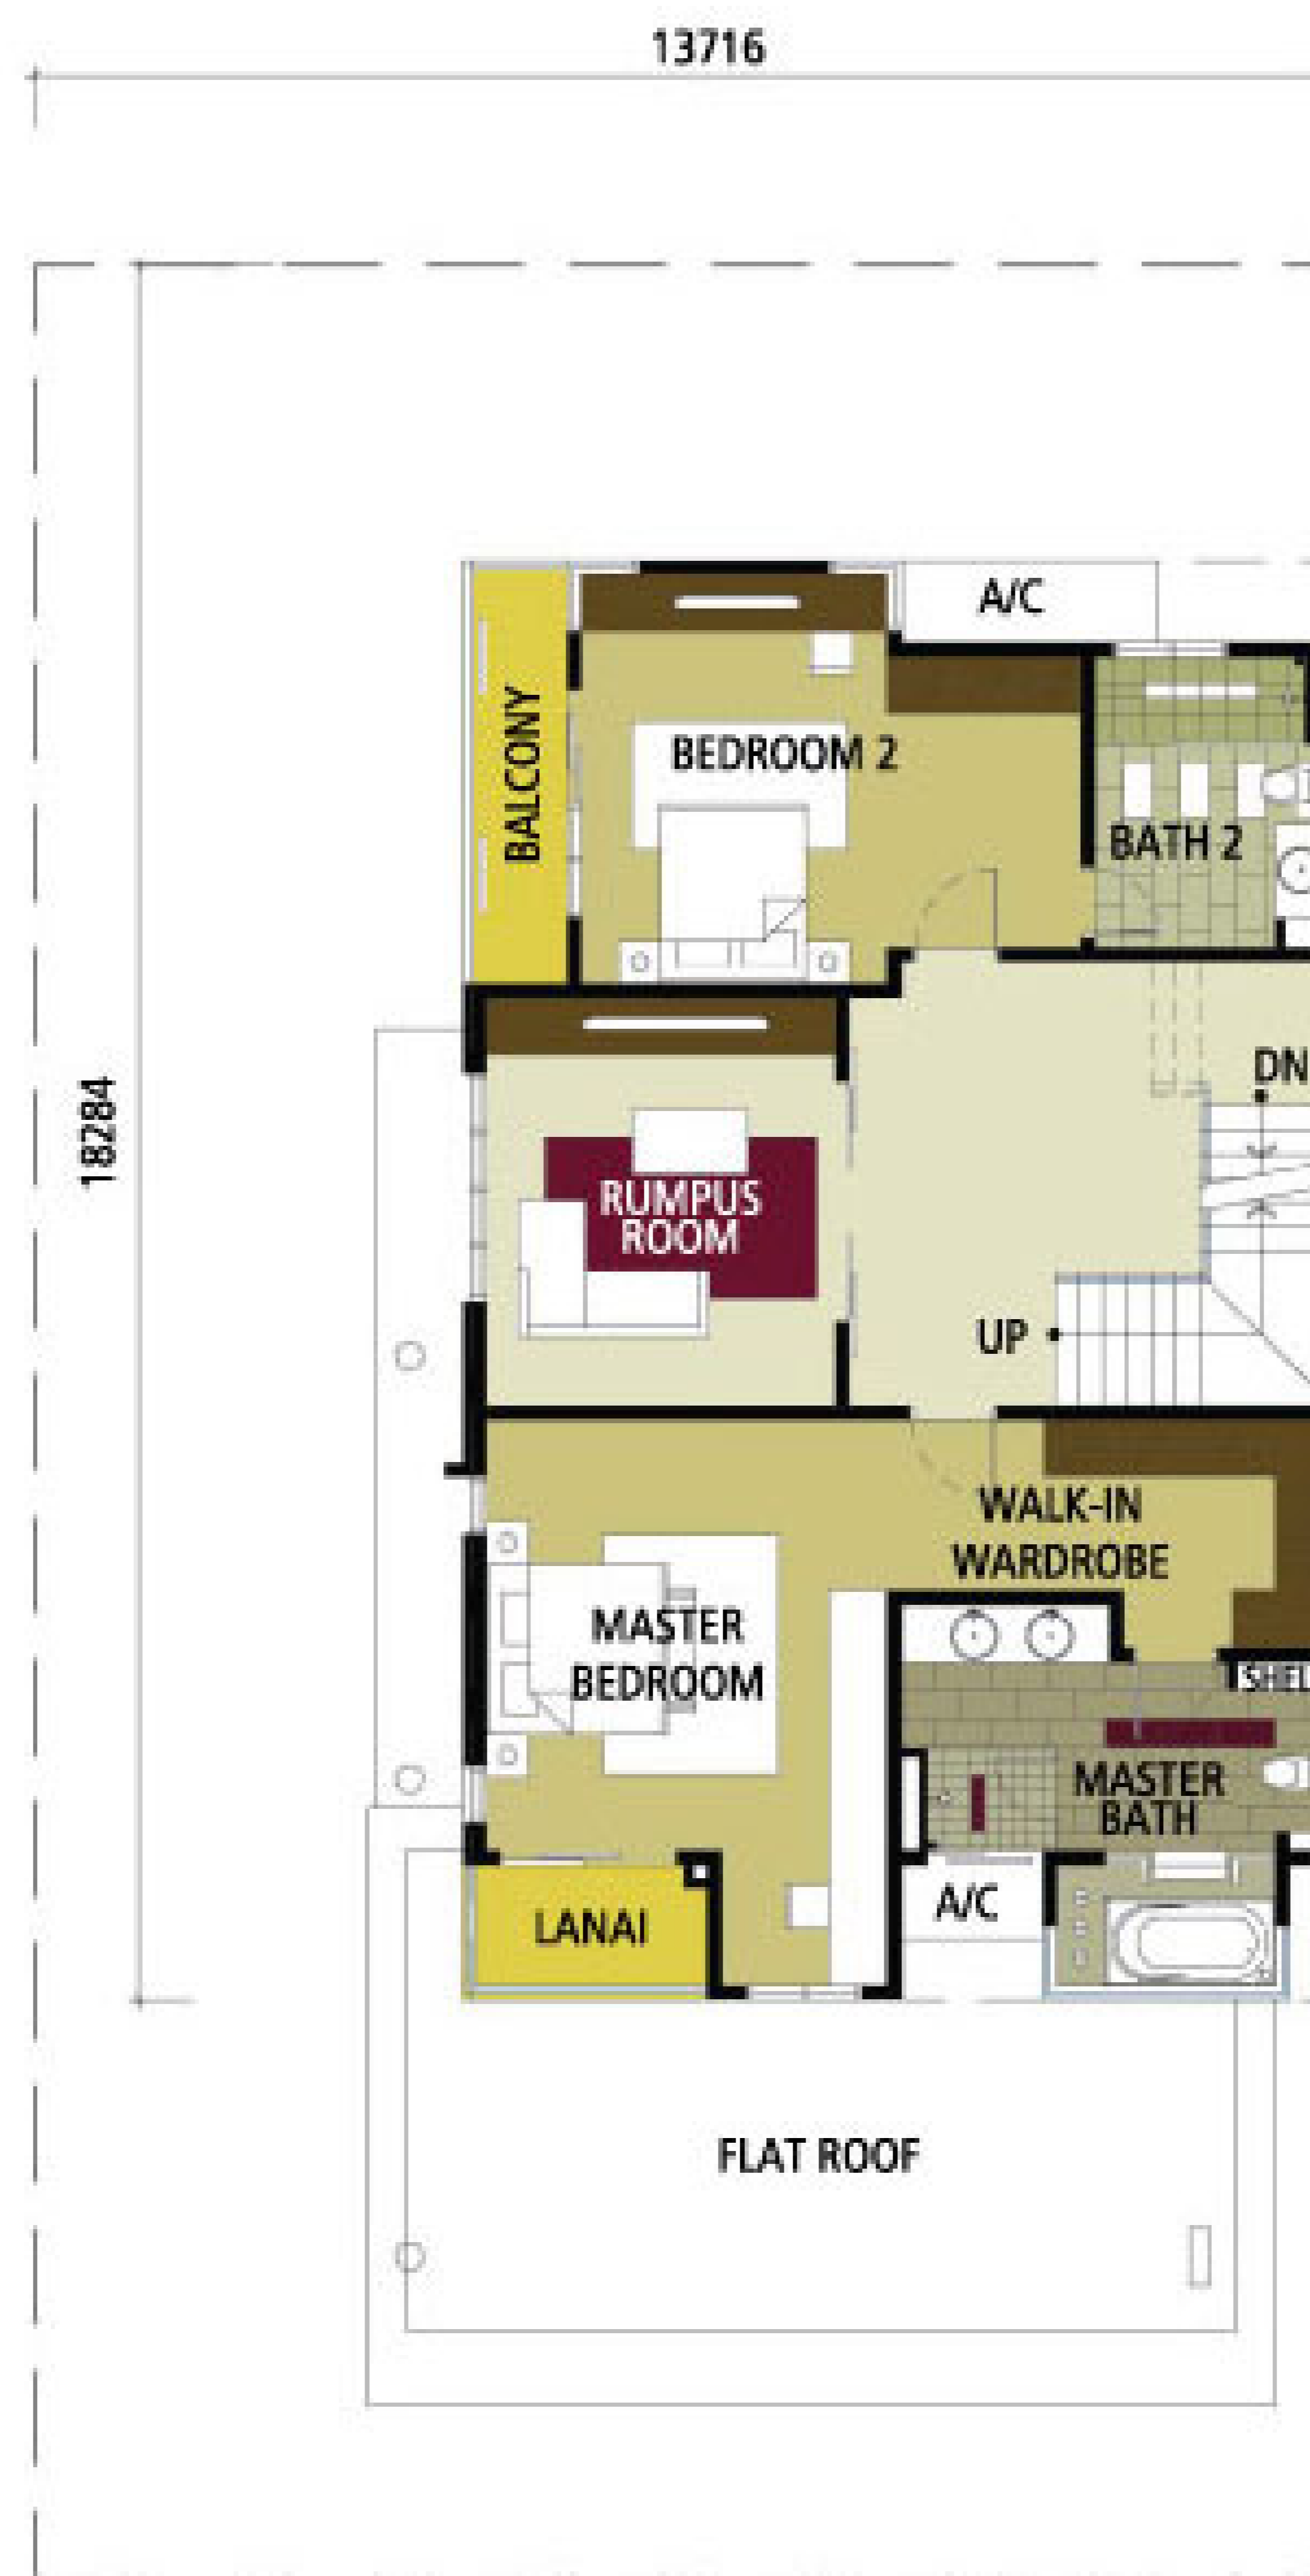 13716
A/C
BALCONY
BEDROOM 2
BATH 2
DN
18284
RUMPUS
ROOM
UP
WALK-IN
WARDROBE
MASTER
BEDROOM
SHEL
MASTER
BATH
A/C
LANAI
FLAT ROOF